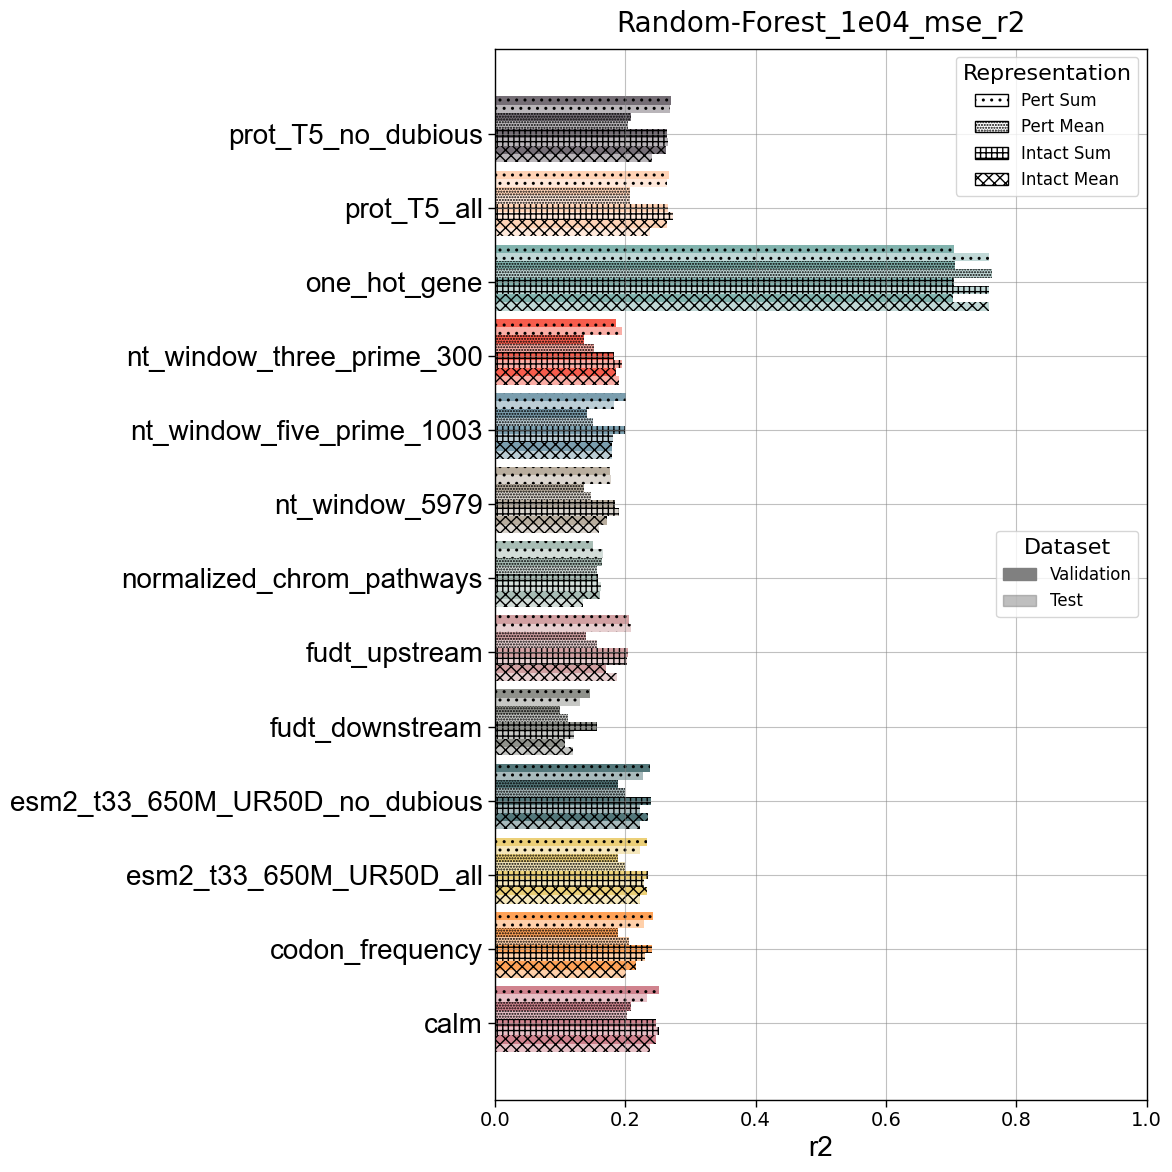 Random-Forest_1e04_mse_r2
Representation
Pert Sum
Pert Mean
Intact Sum
Intact Mean
prot_T5_no_dubious
prot_T5_all
one_hot_gene
nt_window_three_prime_300
nt_window_five_prime_1003
nt_window_5979
normalized_chrom_pathways
fudt_upstream
fudt_downstream
esm2_t33_650M_UR50D_no_dubious
esm2_t33_650M_UR50D_all
codon_frequency
calm
Dataset
Validation
Test
0.0 0.2 0.4 0.6 0.8 1.0
r2